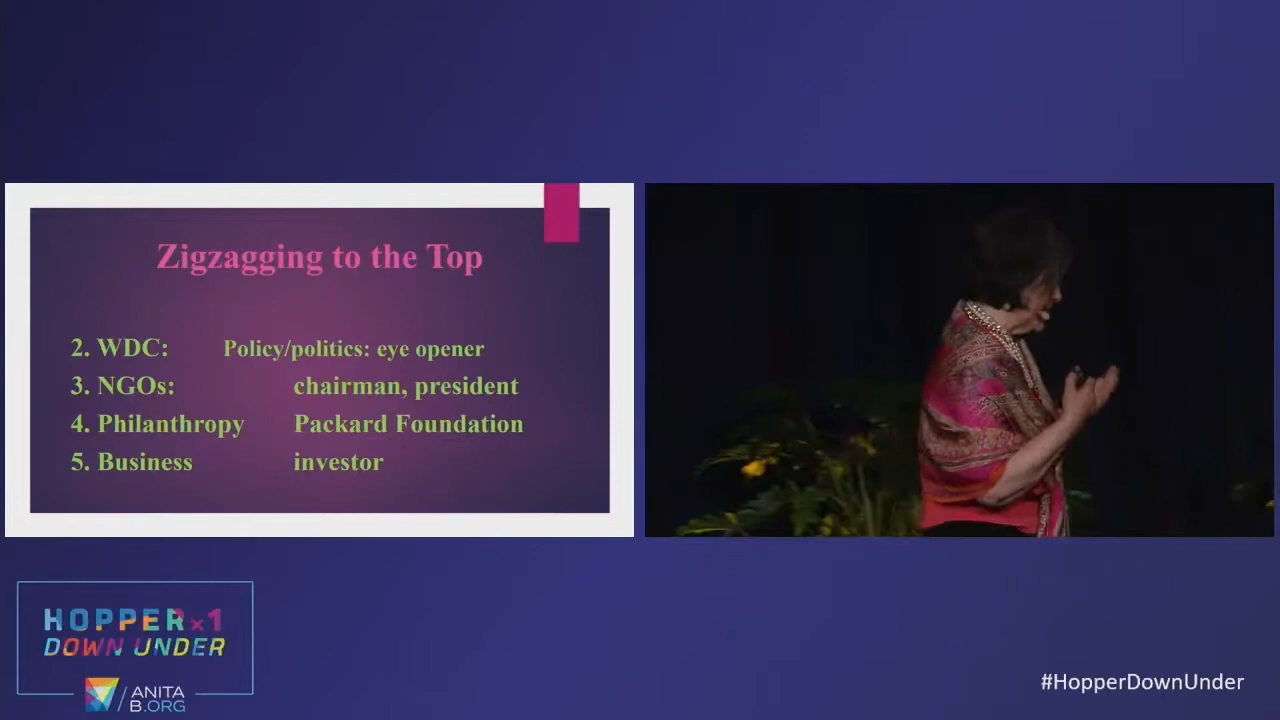 Zigzagging to the Top
2. WDC: Policy/politics: eye opener
3. NGOs: chairman, president
4. Philanthropy Packard Foundation
5. Business investor
HOPPER x1
DOWN UNDER
ANITA
B.ORG
#HopperDownUnder